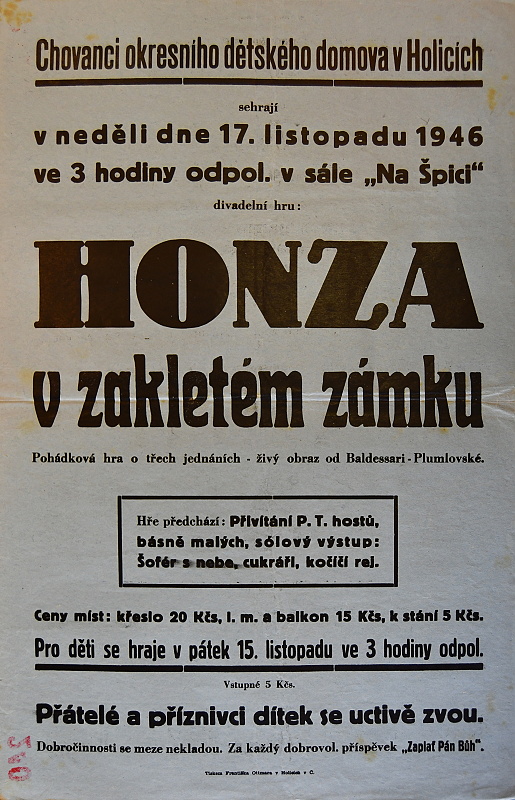 Chovanci okresního dětského domova v Holicích
sehrají
v neděli dne 17. listopadu 1946
ve 3 hodiny odpol. v sále „Na Špici“
divadelní hru:
HONZA
v zakletém zámku
Pohádková hra o třech jednáních - živý obraz od Baldessari-Plumlovské.
Hře předchází: Přivítání P. T. hostů,
básně malých, sólový výstup:
Šofér s nebe, cukráři, kočičí rej.
Ceny míst: křeslo 20 Kčs, I. m. a balkon 15 Kčs, k stání 5 Kčs.
Pro děti se hraje v pátek 15. listopadu ve 3 hodiny odpol.
Vstupné 5 Kčs.
Přátelé a příznivci dítek se uctivě zvou.
Dobročinnosti se meze nekladou. Za každý dobrovol. příspěvek „Zaplať Pán Bůh“.
Tiskem Františka Ottmara v Holicích v Č.